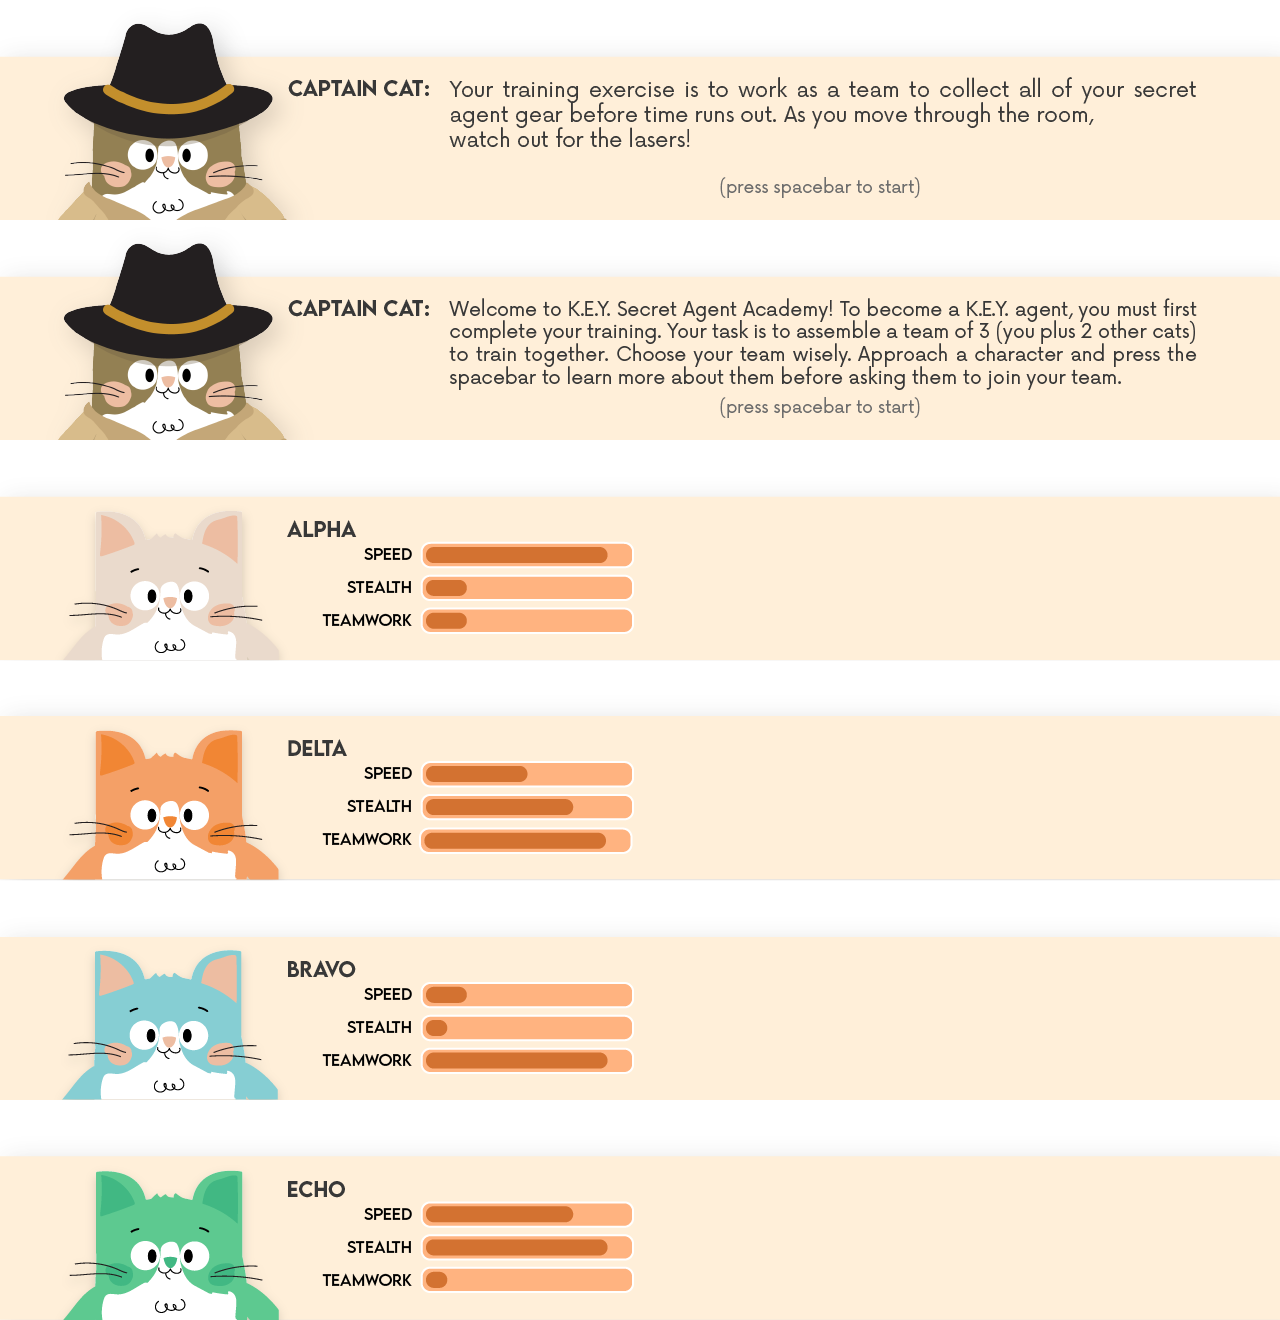 CAPTAIN CAT: Your training exercise is to work as a team to collect all of your secret
agent gear before time runs out. As you move through the room,
watch out for the lasers!
(press spacebar to start)
CAPTAIN CAT: Welcome to K.E.Y. Secret Agent Academy! To become a K.E.Y. agent, you must first
complete your training. Your task is to assemble a team of 3 (you plus 2 other cats)
to train together. Choose your team wisely. Approach a character and press the
spacebar to learn more about them before asking them to join your team.
(press spacebar to start)
ALPHA
SPEED
STEALTH
TEAMWORK
DELTA
SPEED
STEALTH
TEAMWORK
BRAVO
SPEED
STEALTH
TEAMWORK
ECHO
SPEED
STEALTH
TEAMWORK